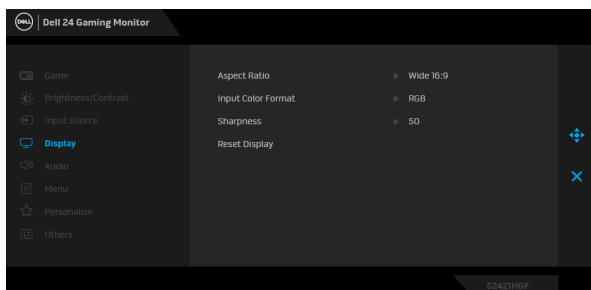 DELL
Dell 24 Gaming Monitor
Game
Brightness/Contrast
Input Source
Display
Audio
Menu
Personalize
Others
Aspect Ratio
Wide 16:9
Input Color Format
RGB
Sharpness
50
Reset Display
S2421HGF